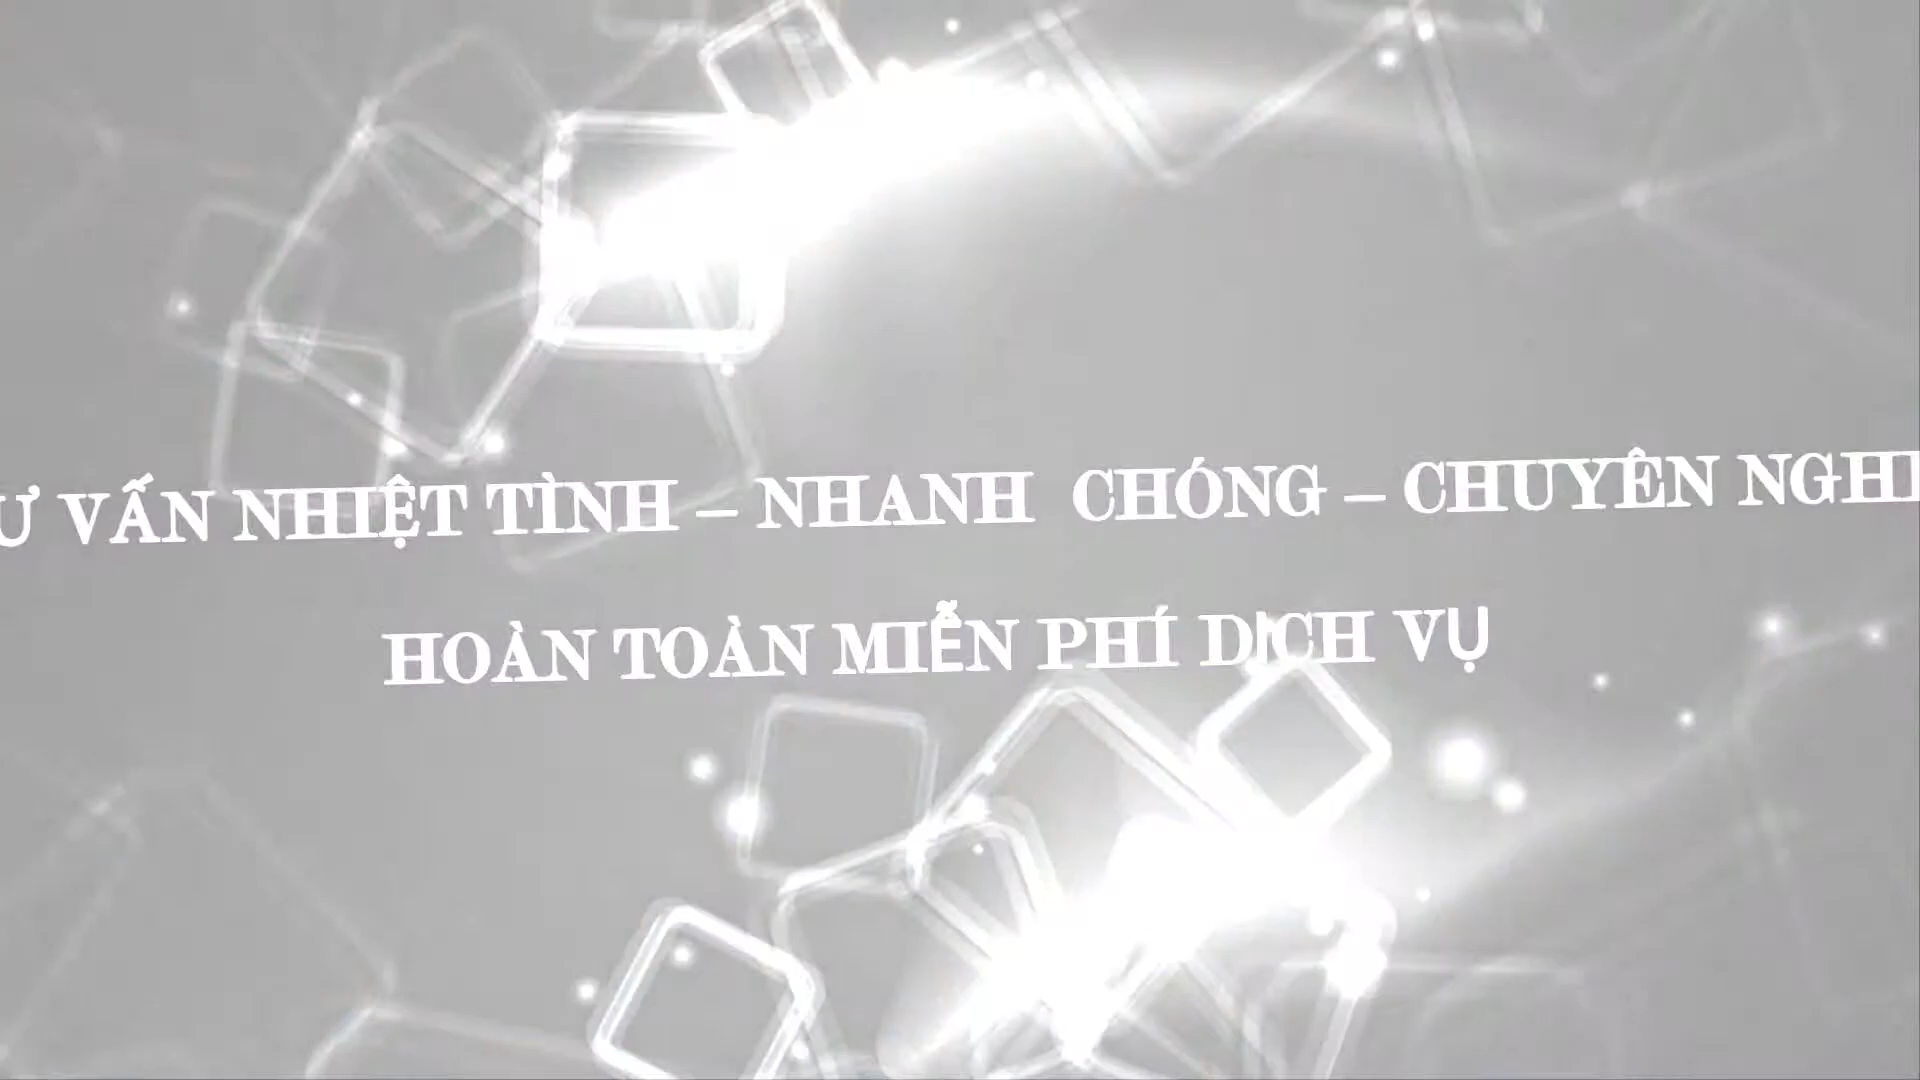 Ư VẤN NHIỆT TÌNH – NHANH CHÓNG – CHUYÊN NGHI
HOÀN TOÀN MIỄN PHÍ DỊCH VỤ